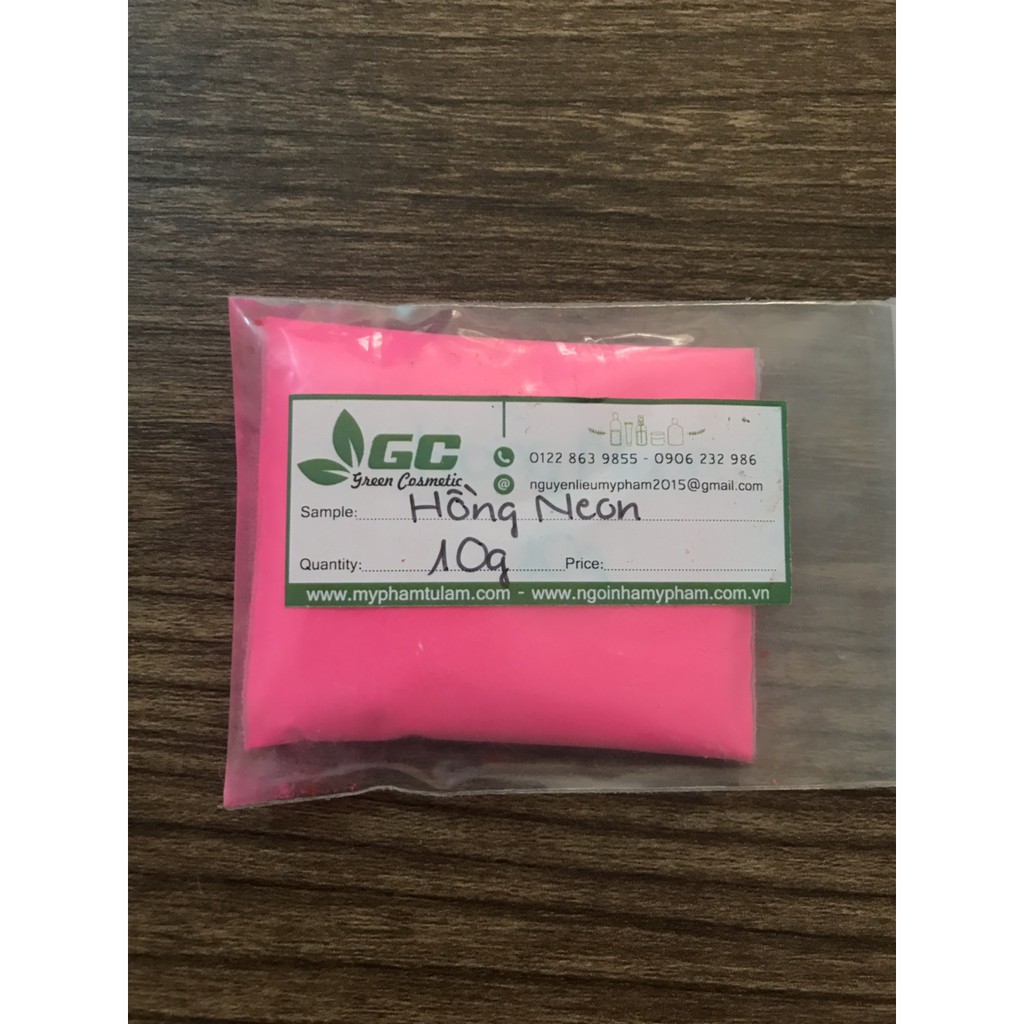 GC
Green Cosmetic
0122 863 9855 - 0906 232 986
@ nguyenlieumypham2015@gmail.com
Sample: Hồng Neon
Quantity: 10g Price:
www.myphamtulam.com - www.ngoinhamypham.com.vn